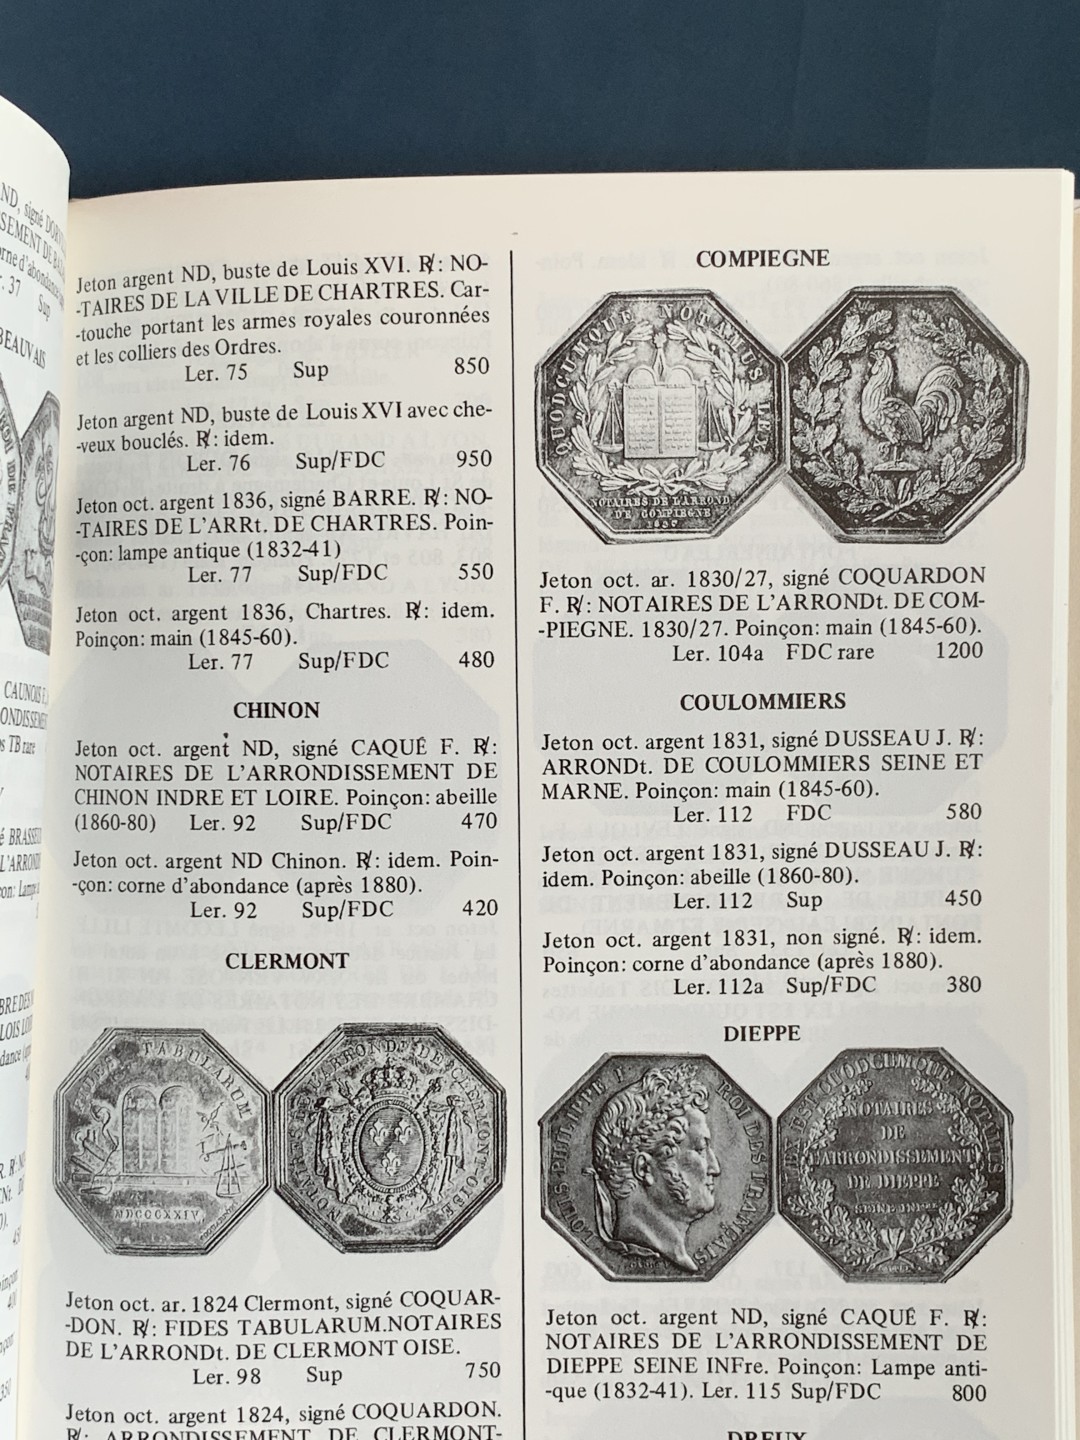 Jeton argent ND, buste de Louis XVI. R/: NO-
-TAIRES DE LA VILLE DE CHARTRES. Car-
-touche portant les armes royales couronnées
et les colliers des Ordres.
Ler. 75 Sup 850
Jeton argent ND, buste de Louis XVI avec che-
-veux bouclés. R/: idem.
Ler. 76 Sup/FDC 950
Jeton oct. argent 1836, signé BARRE. R/: NO-
-TAIRES DE L'ARRt. DE CHARTRES. Poin-
-çon: lampe antique (1832-41)
Ler. 77 Sup/FDC 550
Jeton oct. argent 1836, Chartres. R/: idem.
Poinçon: main (1845-60).
Ler. 77 Sup/FDC 480
CHINON
Jeton oct. argent ND, signé CAQUÉ F. R/:
NOTAIRES DE L'ARRONDISSEMENT DE
CHINON INDRE ET LOIRE. Poinçon: abeille
(1860-80) Ler. 92 Sup/FDC 470
Jeton oct. argent ND Chinon. R/: idem. Poin-
-çon: corne d'abondance (après 1880).
Ler. 92 Sup/FDC 420
CLERMONT
FIDES TABULARUM
MDCCCXXIV
Jeton oct. ar. 1824 Clermont, signé COQUAR-
-DON. R/: FIDES TABULARUM.NOTAIRES
DE L'ARRONDt. DE CLERMONT OISE.
Ler. 98 Sup 750
Jeton oct. argent 1824, signé COQUARDON.
R/: ARRONDISSEMENT DE CLERMONT-
COMPIEGNE
QUODCUMQUE NOTAMUS LEX
NOTAIRES DE L'ARROND
DE COMPIEGNE
Jeton oct. ar. 1830/27, signé COQUARDON
F. R/: NOTAIRES DE L'ARRONDt. DE COM-
-PIEGNE. 1830/27. Poinçon: main (1845-60).
Ler. 104a FDC rare 1200
COULOMMIERS
Jeton oct. argent 1831, signé DUSSEAU J. R/:
ARRONDt. DE COULOMMIERS SEINE ET
MARNE. Poinçon: main (1845-60).
Ler. 112 FDC 580
Jeton oct. argent 1831, signé DUSSEAU J. R/:
idem. Poinçon: abeille (1860-80).
Ler. 112 Sup 450
Jeton oct. argent 1831, non signé. R/: idem.
Poinçon: corne d'abondance (après 1880).
Ler. 112a Sup/FDC 380
DIEPPE
LOUIS PHILIPPE I ROI DES FRANÇAIS
LEX EST QUODCUMQUE NOTAMUS
NOTAIRES
DE
L'ARRONDISSEMENT
DE DIEPPE
Jeton oct. argent ND, signé CAQUÉ F. R/:
NOTAIRES DE L'ARRONDISSEMENT DE
DIEPPE SEINE INFre. Poinçon: Lampe anti-
-que (1832-41). Ler. 115 Sup/FDC 800
DREUX